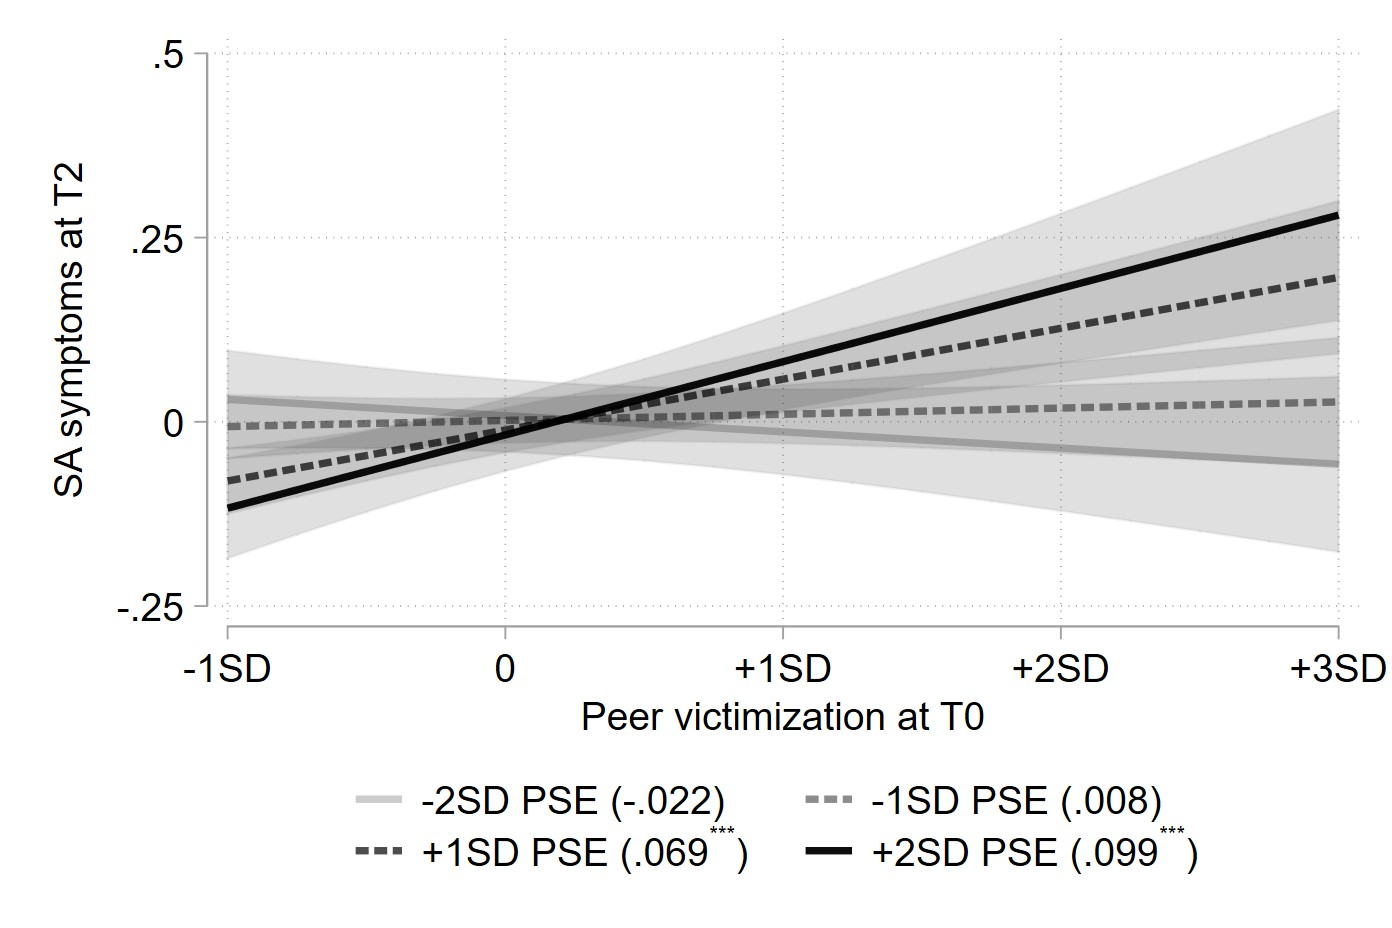 .5
.25
0
-.25
SA symptoms at T2
-1SD 0 +1SD +2SD +3SD
Peer victimization at T0
-2SD PSE (-.022) -1SD PSE (.008)
+1SD PSE (.069***) +2SD PSE (.099***)